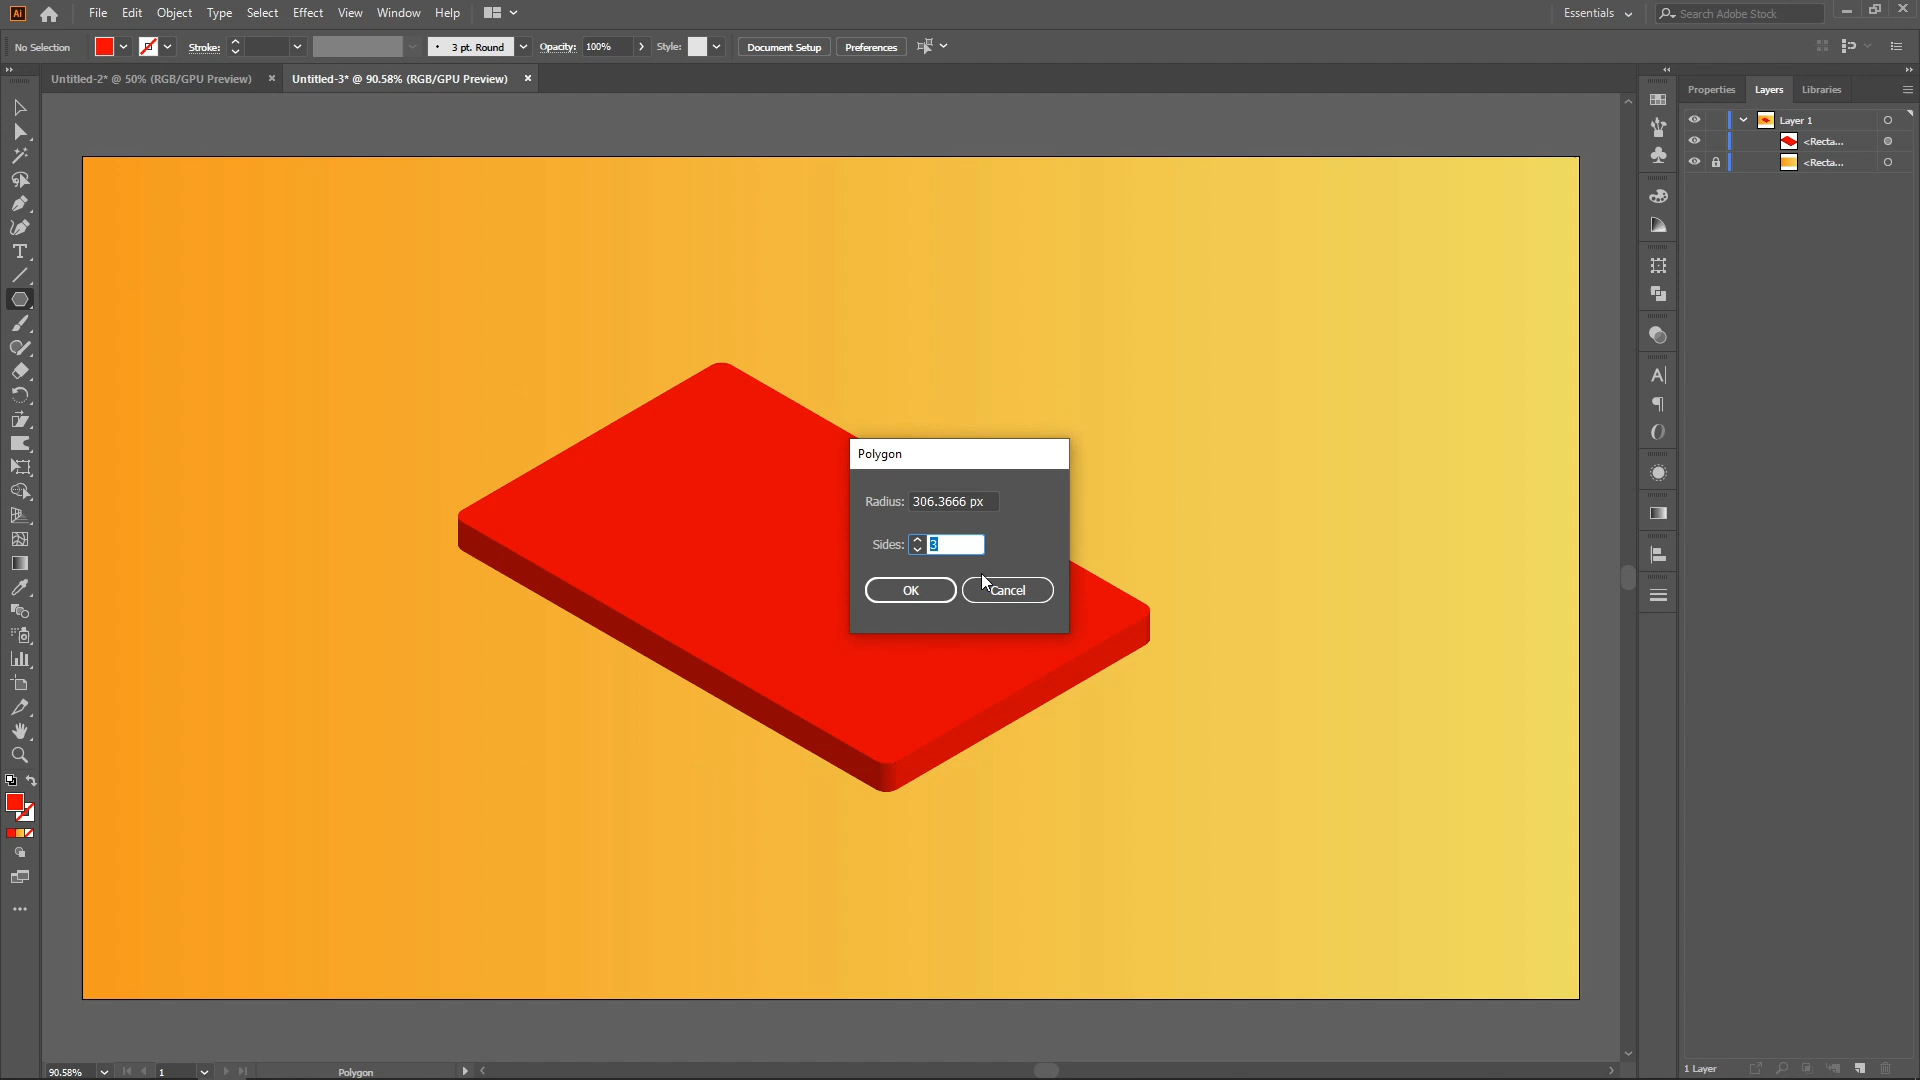 Ai File Edit Object Type Select Effect View Window Help Essentials Search Adobe Stock
No Selection Stroke: 3 pt. Round Opacity: 100% Style: Document Setup Preferences
Untitled-2* @ 50% (RGB/GPU Preview) Untitled-3* @ 90.58% (RGB/GPU Preview)
Properties Layers Libraries
Layer 1
<Recta...
<Recta...
Polygon
Radius: 306.3666 px
Sides: 3
OK Cancel
90.58% 1 Polygon
1 Layer